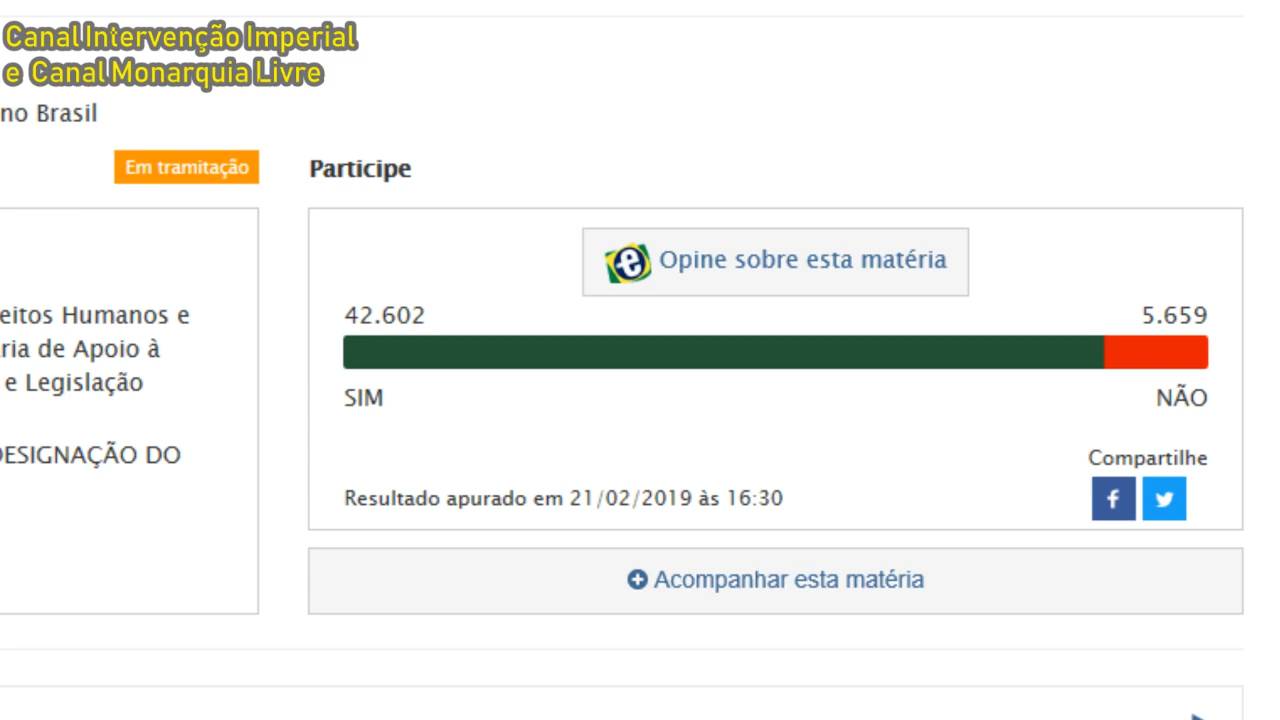 Canal Intervenção Imperial
e Canal Monarquia Livre
no Brasil
Em tramitação
Participe
Opine sobre esta matéria
42.602
5.659
SIM
NÃO
Compartilhe
Resultado apurado em 21/02/2019 às 16:30
Acompanhar esta matéria
eitos Humanos e
ria de Apoio à
e Legislação
DESIGNAÇÃO DO